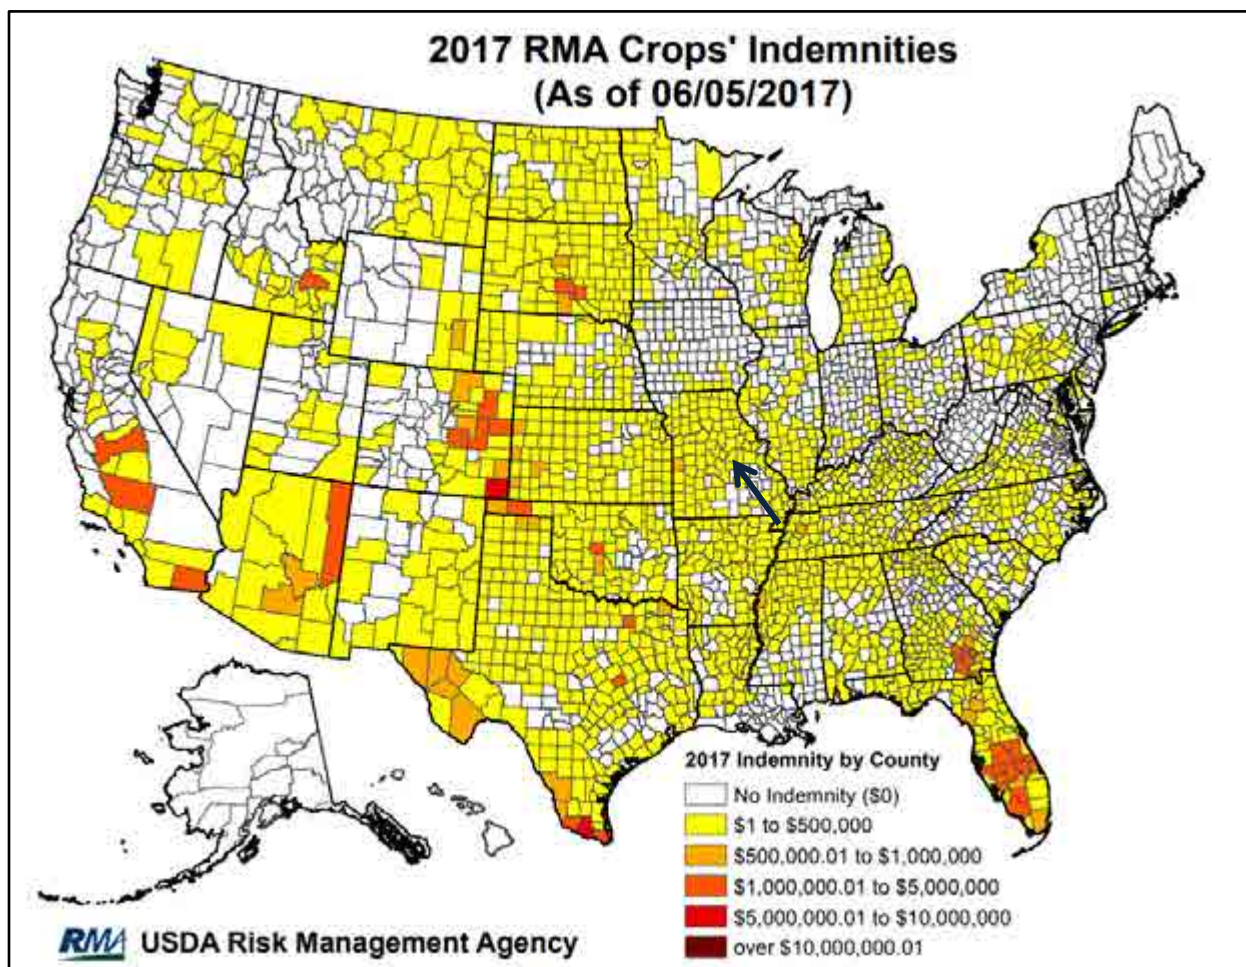 2017 RMA Crops' Indemnities
(As of 06/05/2017)
2017 Indemnity by County
No Indemnity ($0)
$1 to $500,000
$500,000.01 to $1,000,000
$1,000,000.01 to $5,000,000
$5,000,000.01 to $10,000,000
over $10,000,000.01
RMA USDA Risk Management Agency